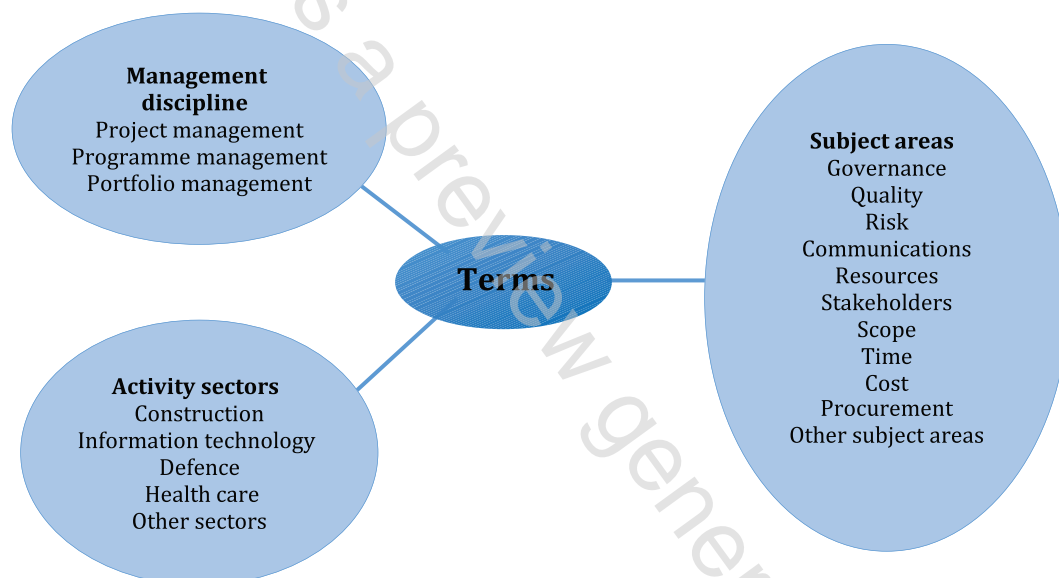 Management
discipline
Project management
Programme management
Portfolio management
Terms
Activity sectors
Construction
Information technology
Defence
Health care
Other sectors
Subject areas
Governance
Quality
Risk
Communications
Resources
Stakeholders
Scope
Time
Cost
Procurement
Other subject areas
a preview